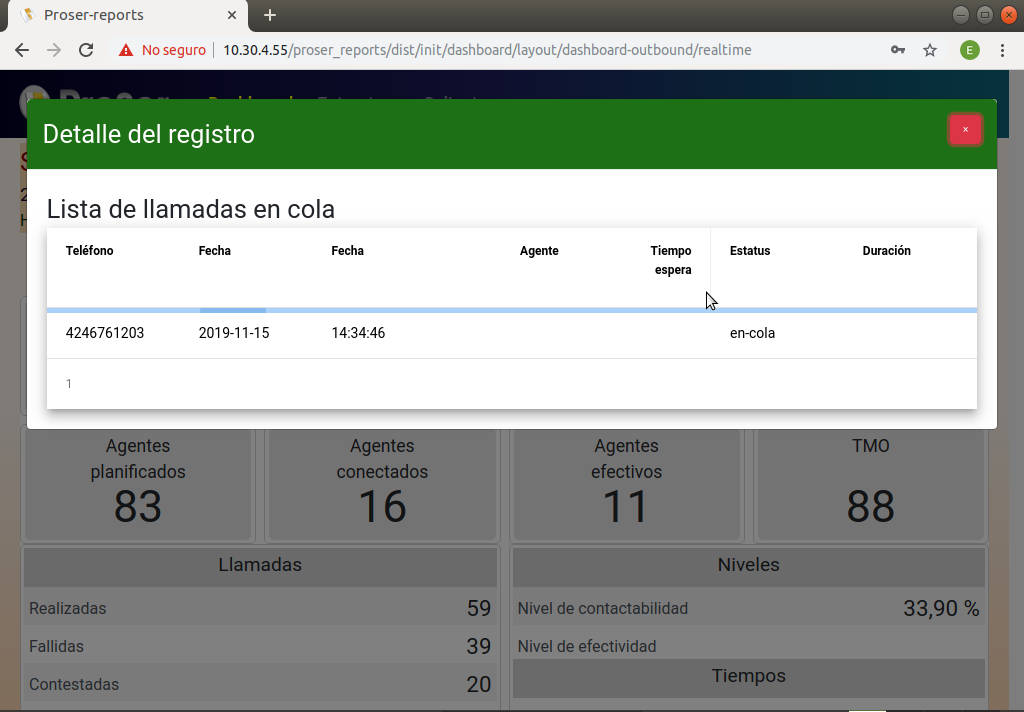 Proser-reports
No seguro
10.30.4.55/proser_reports/dist/init/dashboard/layout/dashboard-outbound/realtime
E
Detalle del registro
×
Lista de llamadas en cola
Teléfono Fecha Fecha Agente Tiempo espera Estatus Duración
4246761203 2019-11-15 14:34:46 en-cola
1
Agentes planificados
83
Agentes conectados
16
Agentes efectivos
11
TMO
88
Llamadas
Realizadas 59
Fallidas 39
Contestadas 20
Niveles
Nivel de contactabilidad 33,90 %
Nivel de efectividad
Tiempos